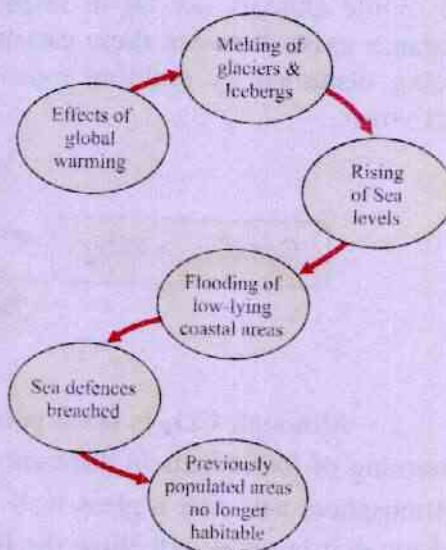 Melting of
glaciers &
Icebergs
Effects of
global
warming
Rising
of Sea
levels
Flooding of
low-lying
coastal areas
Sea defences
breached
Previously
populated areas
no longer
habitable